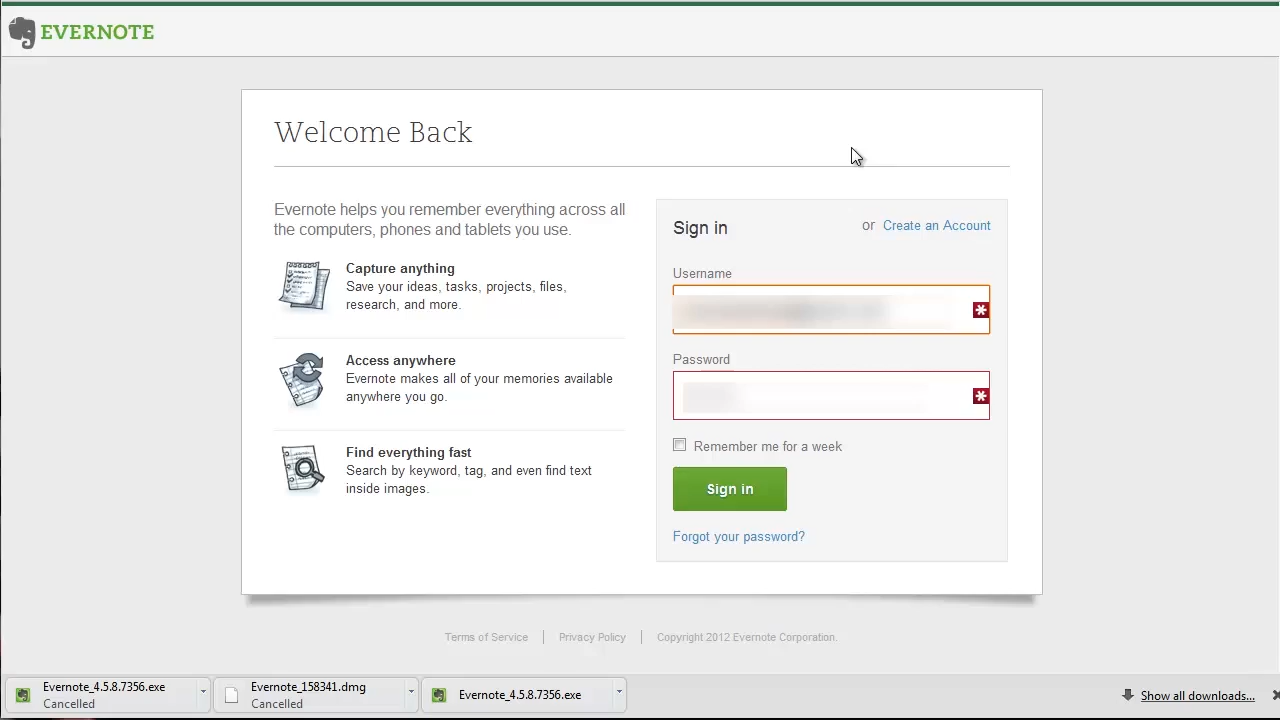 EVERNOTE
Welcome Back
Evernote helps you remember everything across all
the computers, phones and tablets you use.
Capture anything
Save your ideas, tasks, projects, files,
research, and more.
Access anywhere
Evernote makes all of your memories available
anywhere you go.
Find everything fast
Search by keyword, tag, and even find text
inside images.
Sign in
or Create an Account
Username
Password
Remember me for a week
Sign in
Forgot your password?
Terms of Service | Privacy Policy | Copyright 2012 Evernote Corporation.
Evernote_4.5.8.7356.exe
Cancelled
Evernote_158341.dmg
Cancelled
Evernote_4.5.8.7356.exe
Show all downloads...